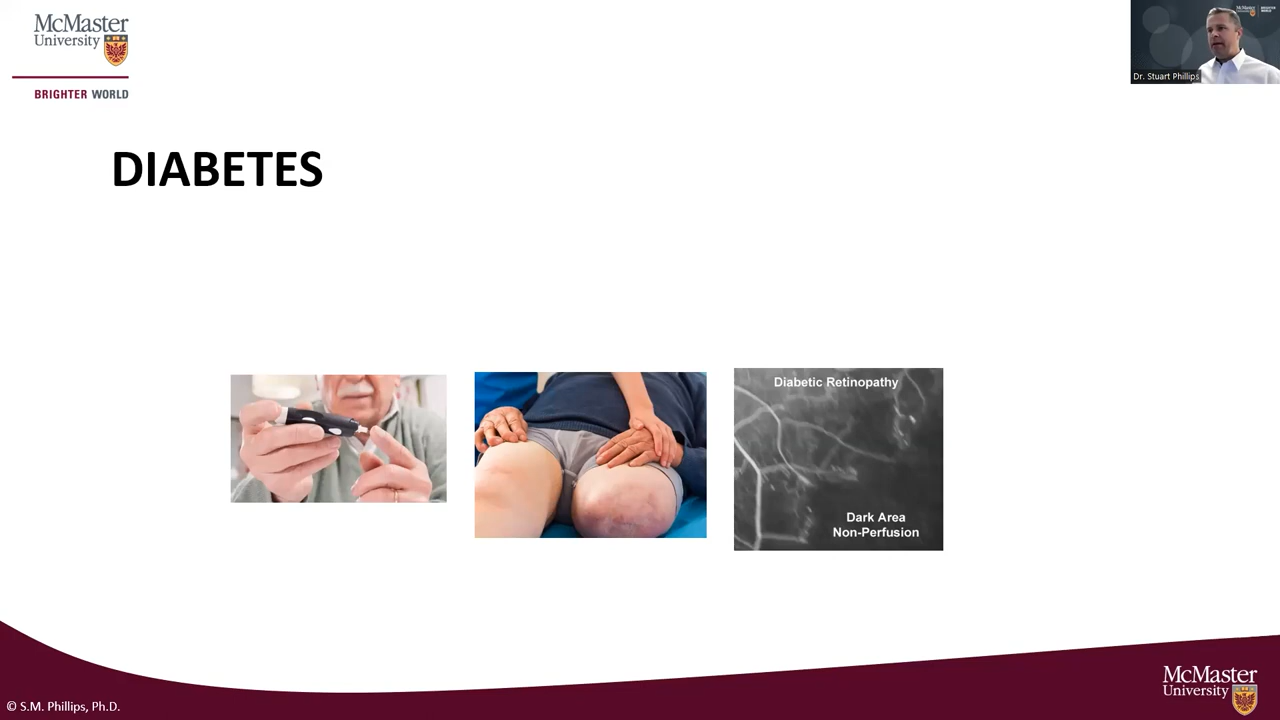 McMaster
University
BRIGHTER WORLD
Dr. Stuart Phillips
DIABETES
Diabetic Retinopathy
Dark Area
Non-Perfusion
McMaster
University
© S.M. Phillips, Ph.D.